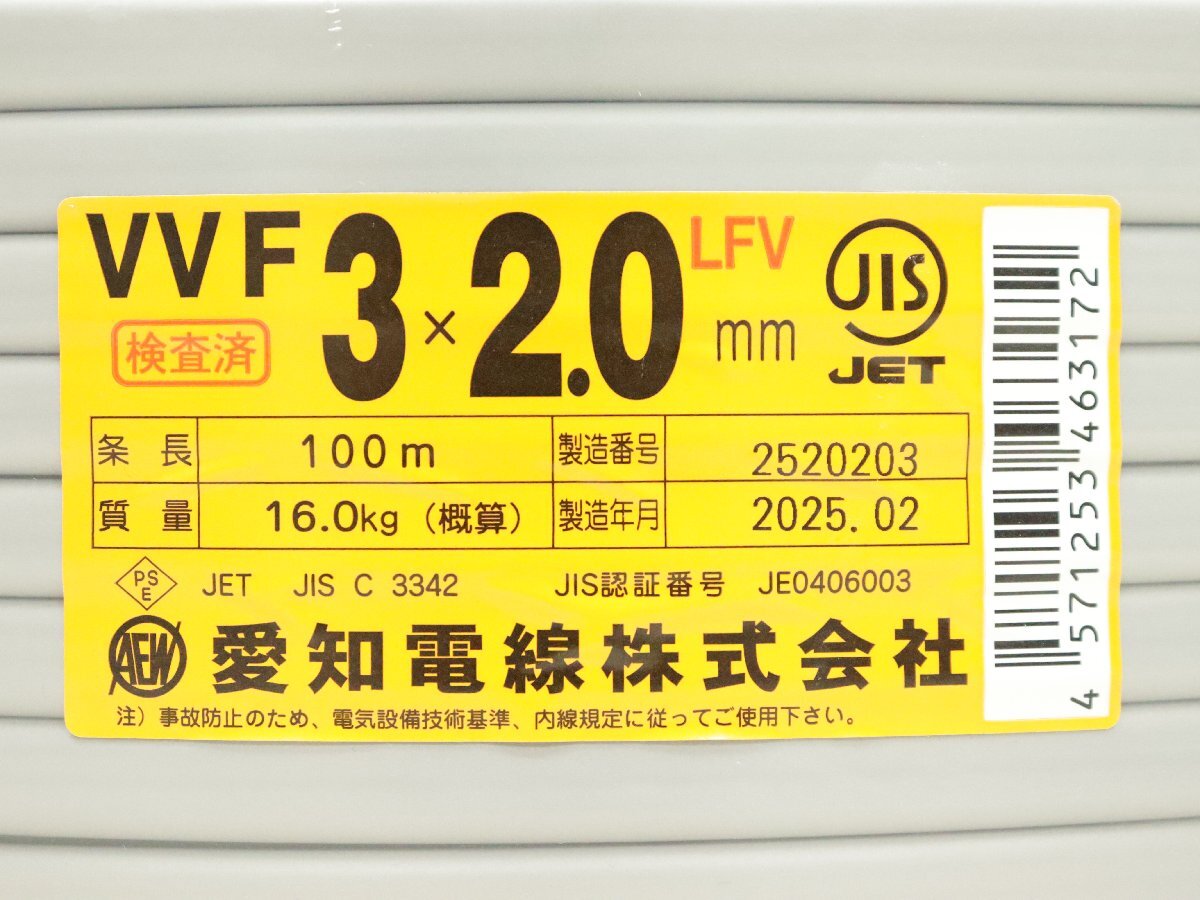 VVF 3×2.0 mm LFV
検査済
JIS
JET
条長 100m 製造番号 2520203
質量 16.0kg（概算） 製造年月 2025.02
PSE JET JIS C 3342 JIS認証番号 JE0406003
AEW 愛知電線株式会社
注）事故防止のため、電気設備技術基準、内線規定に従ってご使用下さい。
4571253463172